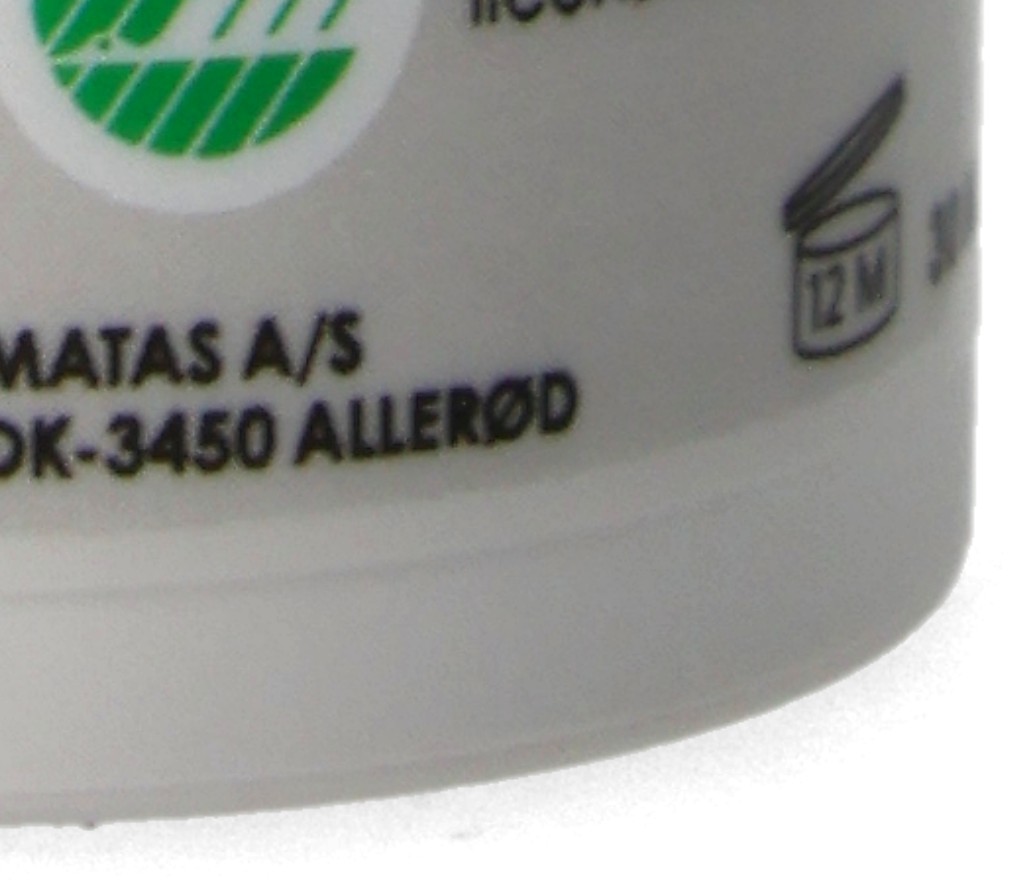 MATAS A/S
DK-3450 ALLERØD
12 M